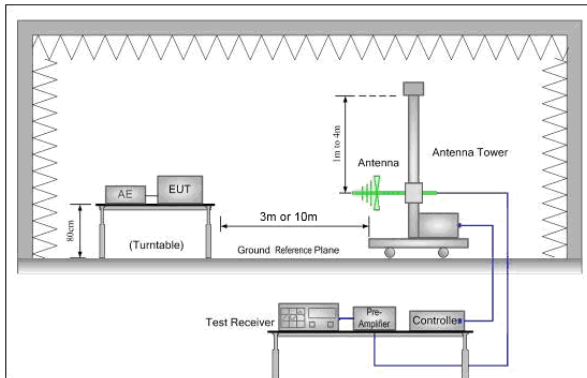 1m to 4m
Antenna
Antenna Tower
AE
EUT
80cm
(Turntable)
3m or 10m
Ground Reference Plane
Test Receiver
Pre-
Amplifier
Controller